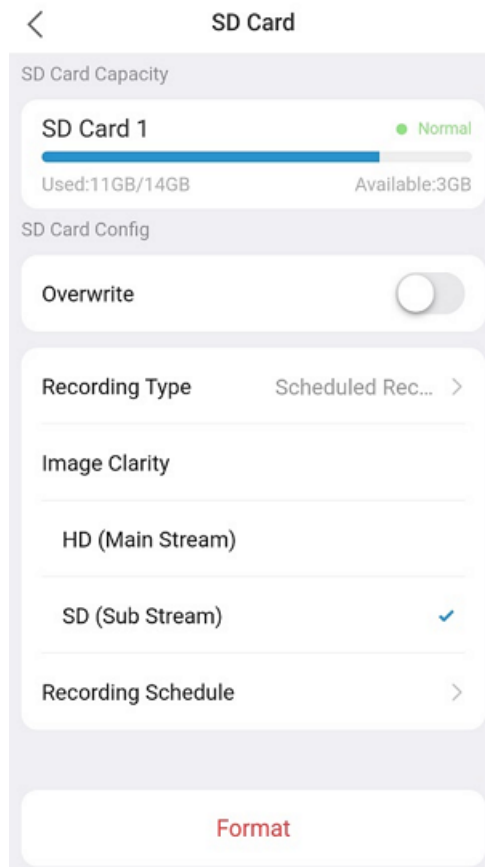 SD Card
SD Card Capacity
SD Card 1
Normal
Used:11GB/14GB
Available:3GB
SD Card Config
Overwrite
Recording Type
Scheduled Rec...
Image Clarity
HD (Main Stream)
SD (Sub Stream)
Recording Schedule
Format